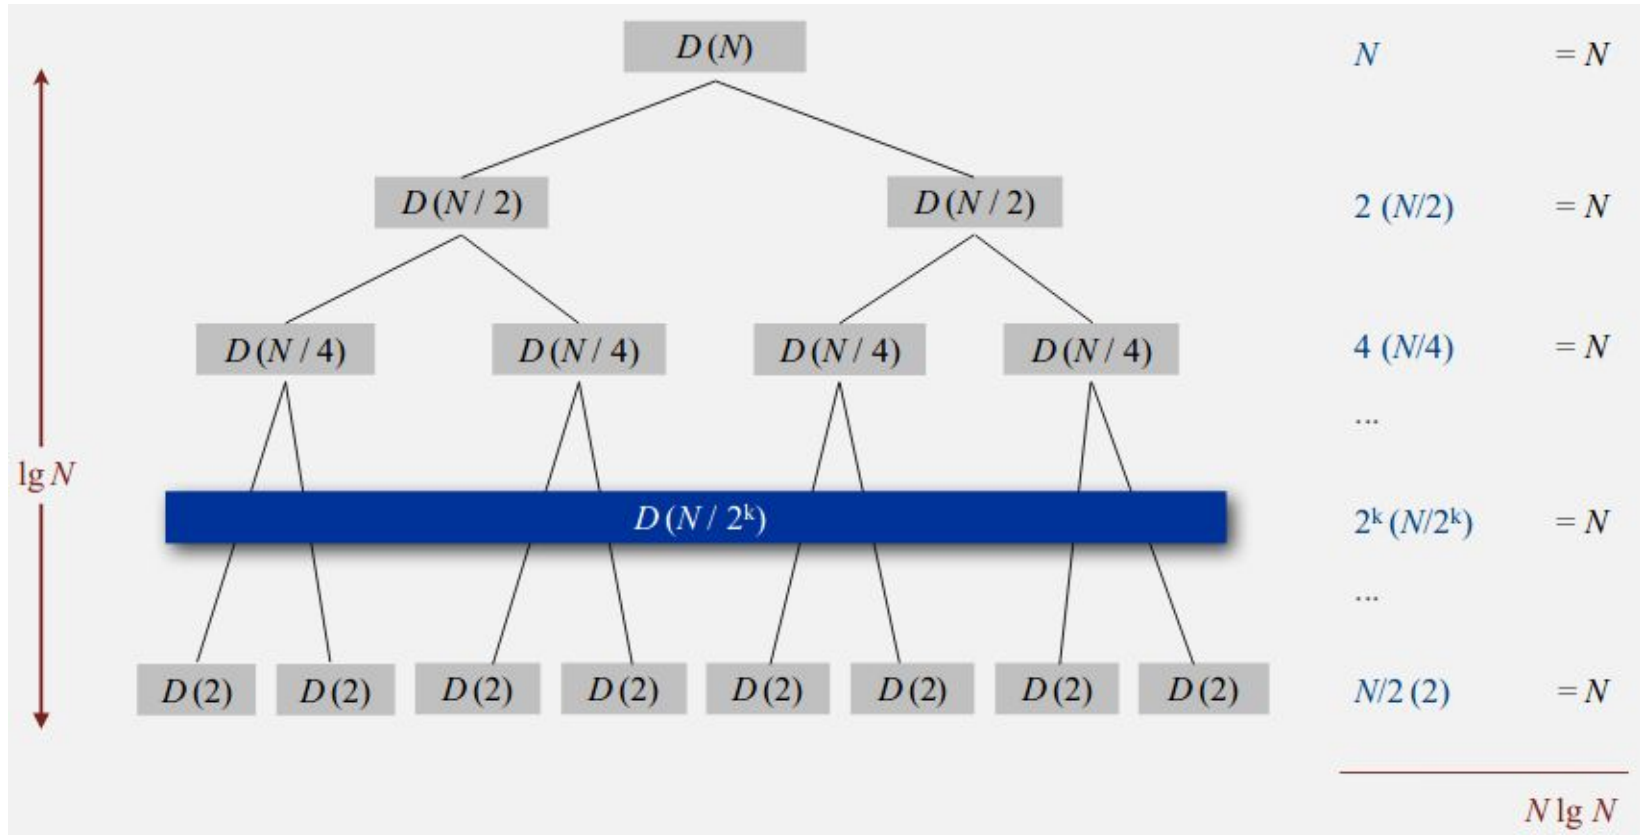 D (N) N = N
D (N / 2) D (N / 2) 2 (N/2) = N
D (N / 4) D (N / 4) D (N / 4) D (N / 4) 4 (N/4) = N
...
lg N
D (N / 2ᵏ) 2ᵏ (N/2ᵏ) = N
...
D (2) D (2) D (2) D (2) D (2) D (2) D (2) D (2) N/2 (2) = N
N lg N